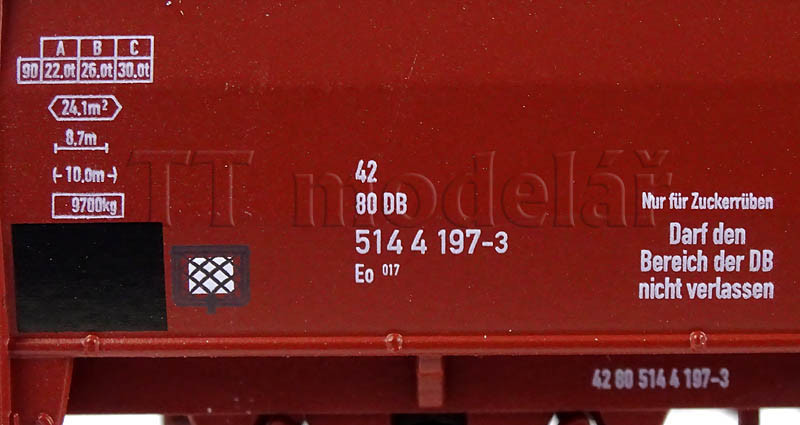 A B C
90 22.0t 26.0t 30.0t
24.1m²
8,7m
(- 10,0m -)
9700kg
TT modelář
42
80 DB
514 4 197-3
Eo 017
Nur für Zuckerrüben
Darf den
Bereich der DB
nicht verlassen
42 80 514 4 197-3